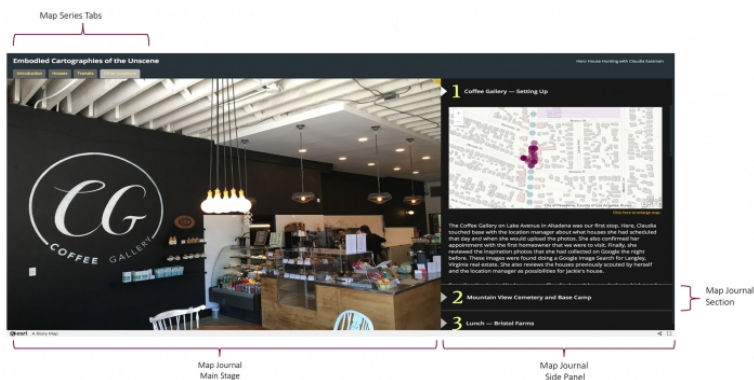 Map Series Tabs
Embodied Cartographies of the Unscene
Hero House Hunting with Claudia Eastman
Introduction Houses Transits
1 Coffee Gallery — Setting Up
Click here to enlarge map.
CG
COFFEE GALLERY
The Coffee Gallery on Lake Avenue in Altadena was our first stop. Here, Claudia
touched base with the location manager about what houses she had scheduled
that day and when she would upload the photos. She also confirmed her
appointment with the first homeowner that we were to visit. Finally, she
reviewed the inspiration photos that she had collected on Google the night
before. These images were found doing a Google Image Search for Langley,
Virginia real estate. She also reviews the houses previously scouted by herself
and the location manager as possibilities for Jackie's house.
2 Mountain View Cemetery and Base Camp
3 Lunch — Bristol Farms
esri A Story Map
Map Journal
Section
Map Journal
Main Stage
Map Journal
Side Panel